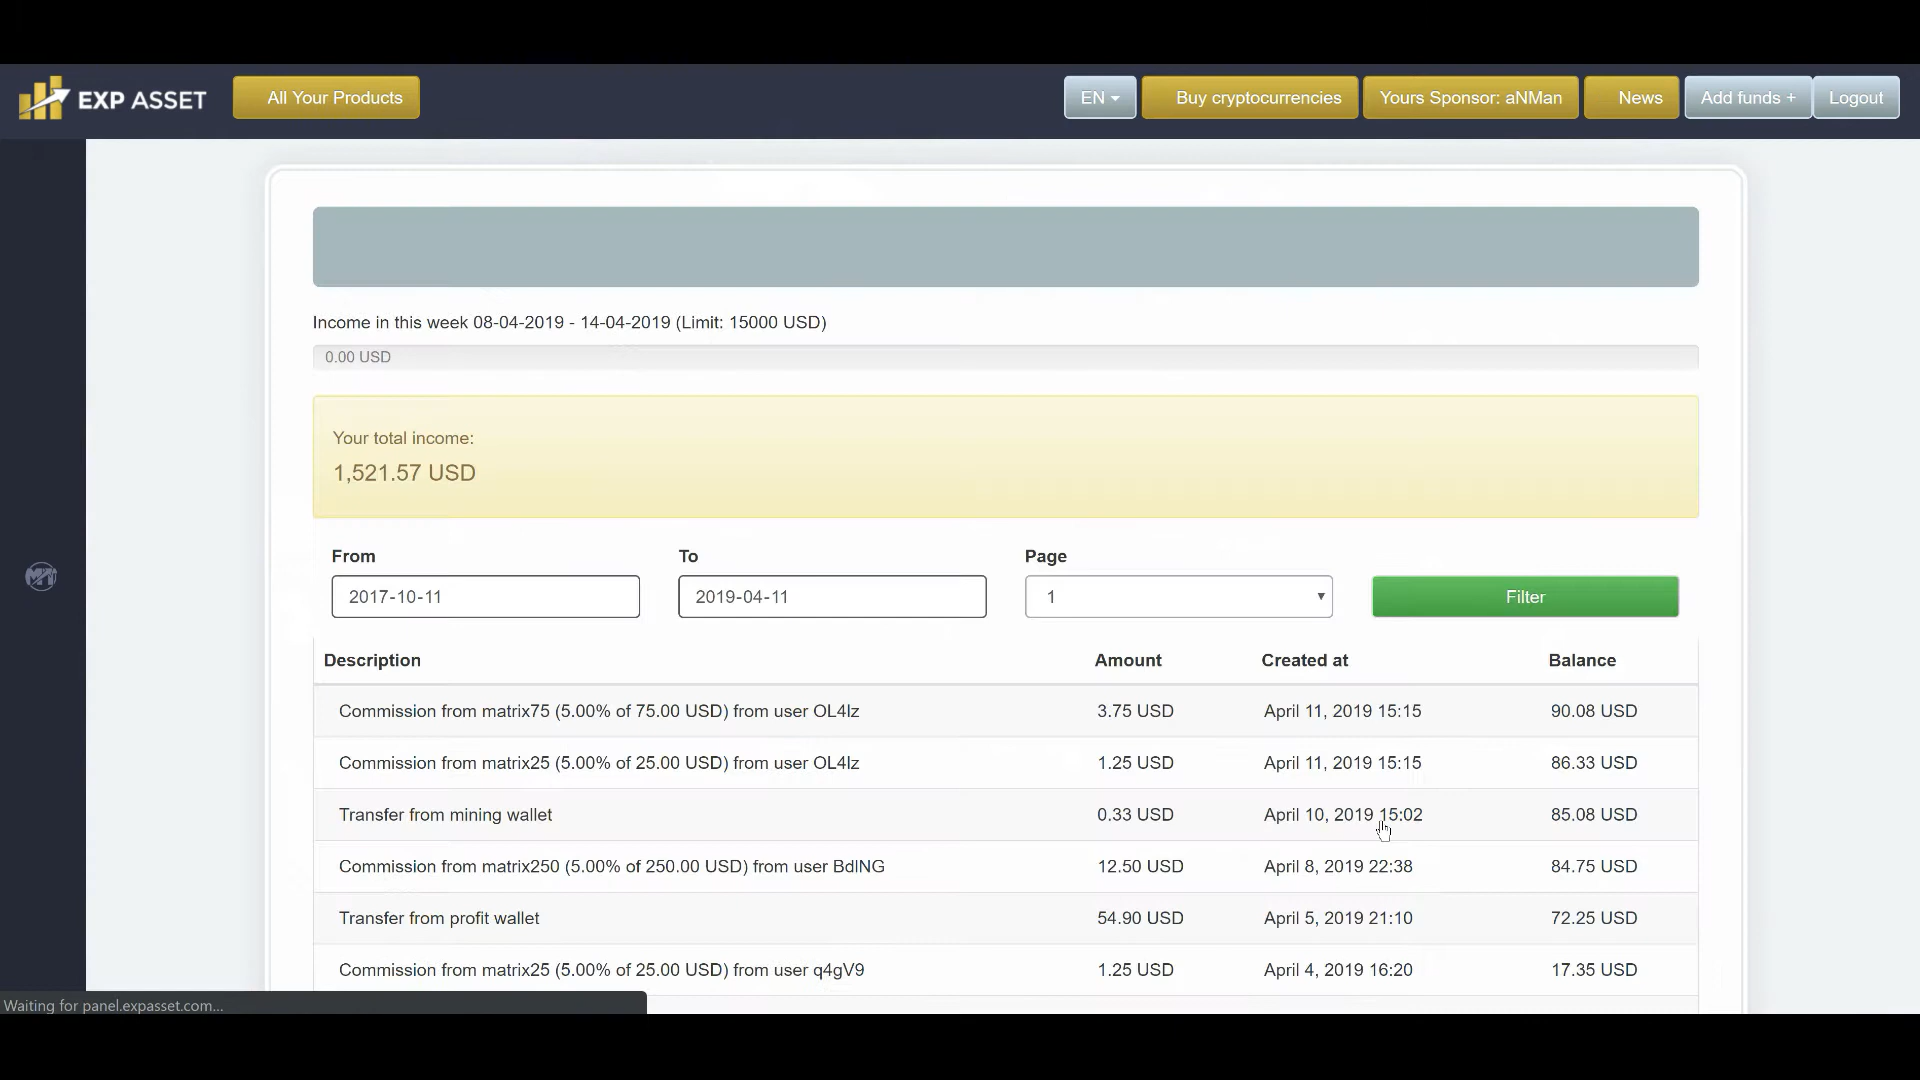 EXP ASSET
All Your Products
EN
Buy cryptocurrencies
Yours Sponsor: aNMan
News
Add funds +
Logout
Income in this week 08-04-2019 - 14-04-2019 (Limit: 15000 USD)
0.00 USD
Your total income:
1,521.57 USD
From To Page
2017-10-11 2019-04-11 1 Filter
Description Amount Created at Balance
Commission from matrix75 (5.00% of 75.00 USD) from user OL4lz 3.75 USD April 11, 2019 15:15 90.08 USD
Commission from matrix25 (5.00% of 25.00 USD) from user OL4lz 1.25 USD April 11, 2019 15:15 86.33 USD
Transfer from mining wallet 0.33 USD April 10, 2019 15:02 85.08 USD
Commission from matrix250 (5.00% of 250.00 USD) from user BdlNG 12.50 USD April 8, 2019 22:38 84.75 USD
Transfer from profit wallet 54.90 USD April 5, 2019 21:10 72.25 USD
Commission from matrix25 (5.00% of 25.00 USD) from user q4gV9 1.25 USD April 4, 2019 16:20 17.35 USD
Waiting for panel.expasset.com...